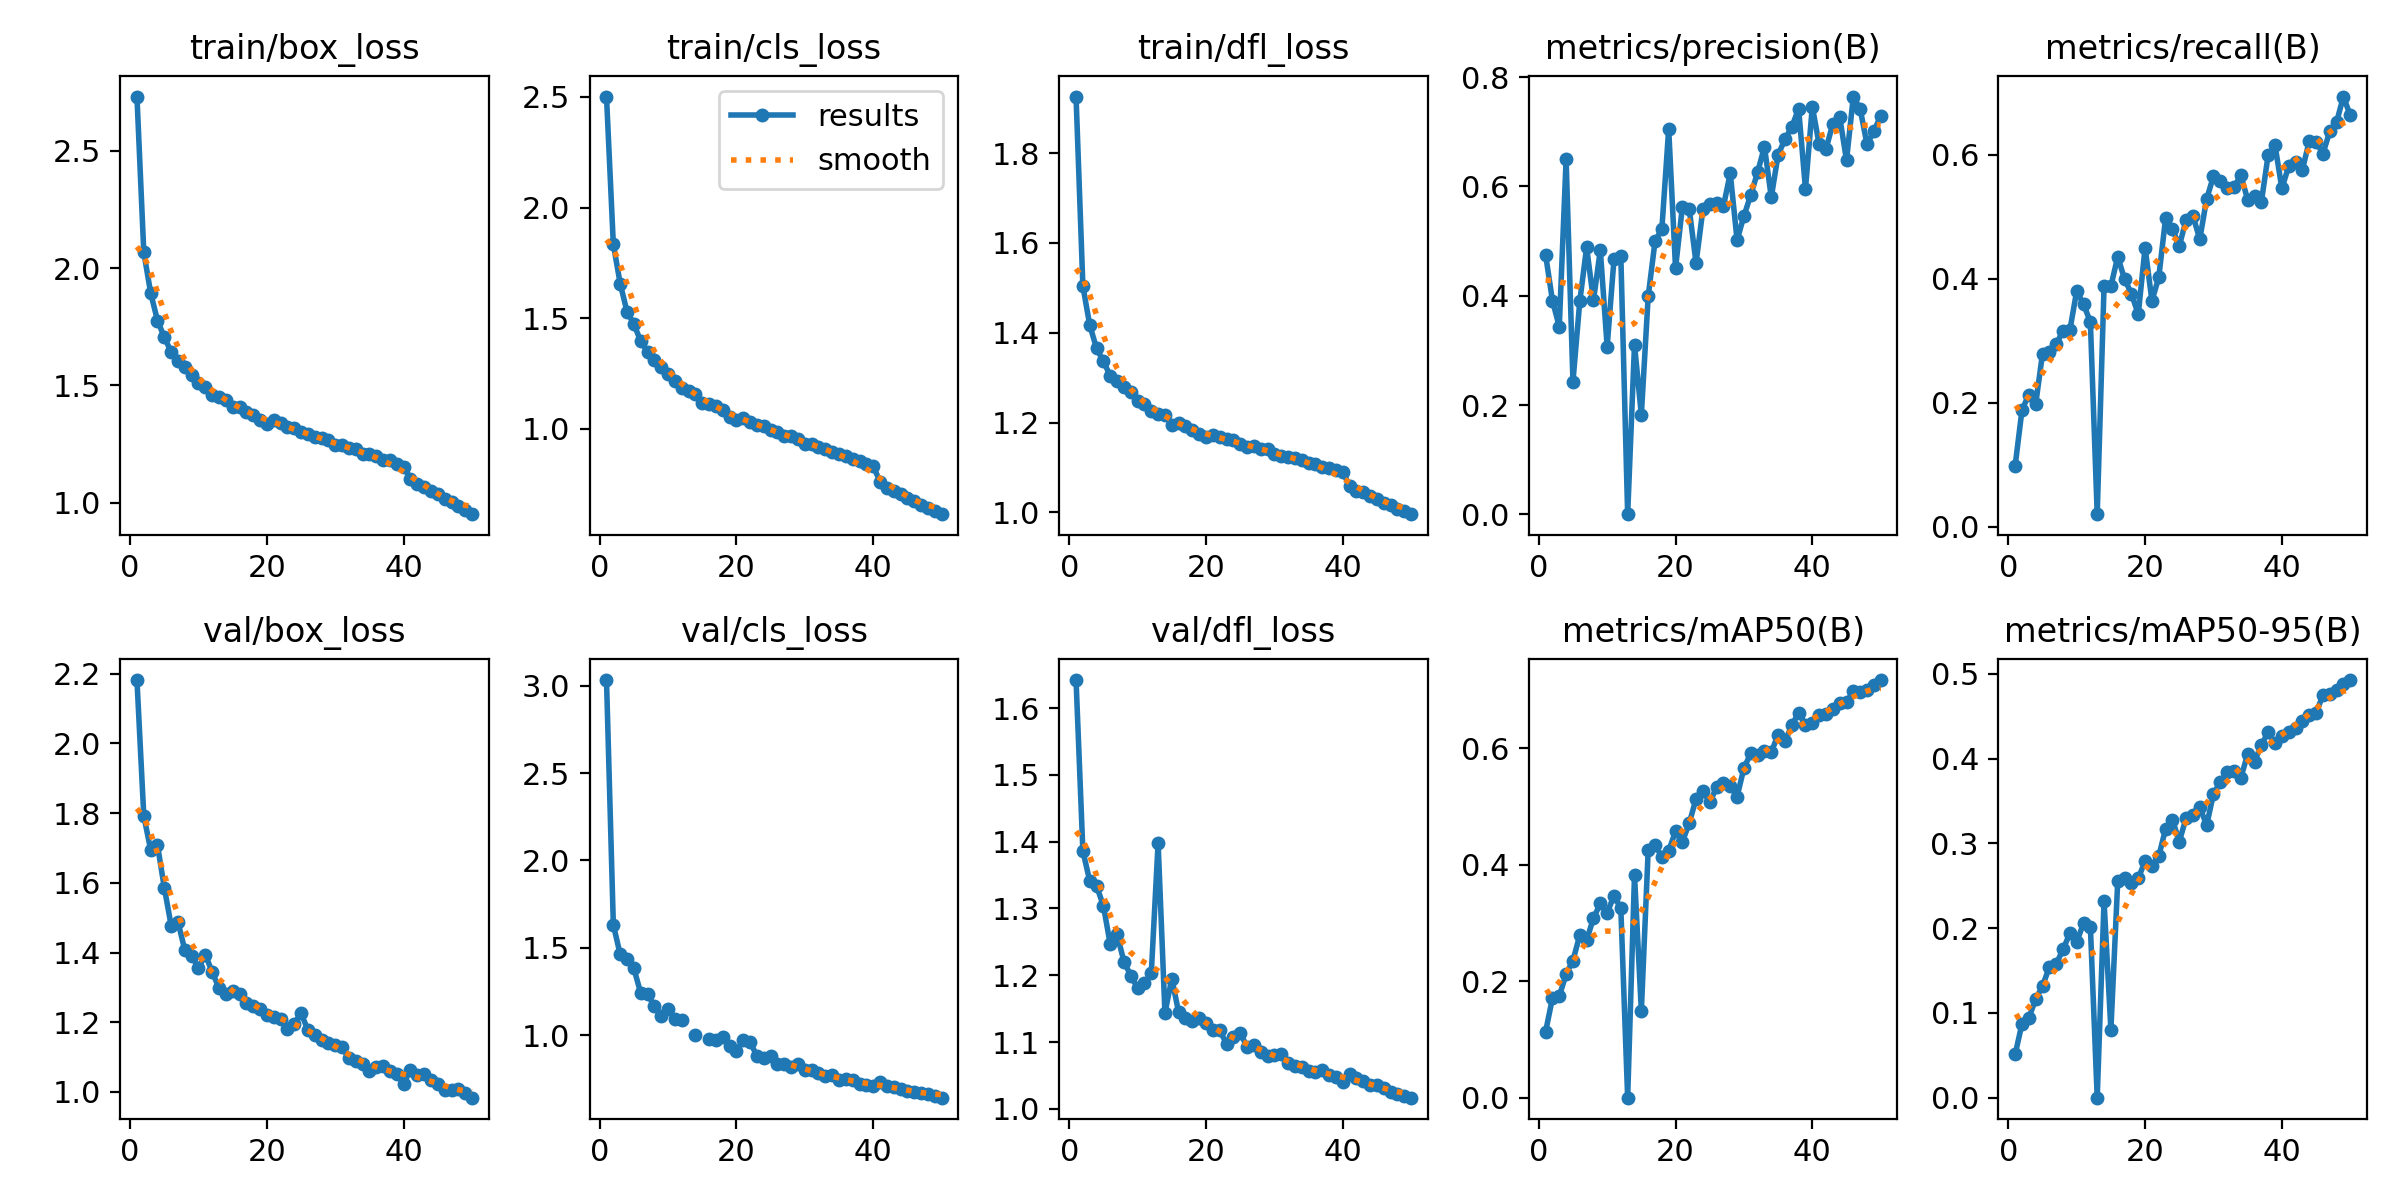 train/box_loss
train/cls_loss
train/dfl_loss
metrics/precision(B)
metrics/recall(B)
2.5
2.0
1.5
1.0
0 20 40
2.5
2.0
1.5
1.0
results
smooth
0 20 40
1.8
1.6
1.4
1.2
1.0
0 20 40
0.8
0.6
0.4
0.2
0.0
0 20 40
0.6
0.4
0.2
0.0
0 20 40
val/box_loss
val/cls_loss
val/dfl_loss
metrics/mAP50(B)
metrics/mAP50-95(B)
2.2
2.0
1.8
1.6
1.4
1.2
1.0
0 20 40
3.0
2.5
2.0
1.5
1.0
0 20 40
1.6
1.5
1.4
1.3
1.2
1.1
1.0
0 20 40
0.6
0.4
0.2
0.0
0 20 40
0.5
0.4
0.3
0.2
0.1
0.0
0 20 40